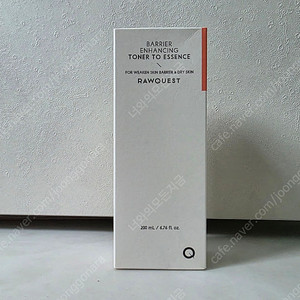 BARRIER
ENHANCING
TONER TO ESSENCE
FOR WEAKEN SKIN BARRIER & DRY SKIN
RAWQUEST
200 mL / 6.76 fl. oz.
cafe.naver.com/joonggonara